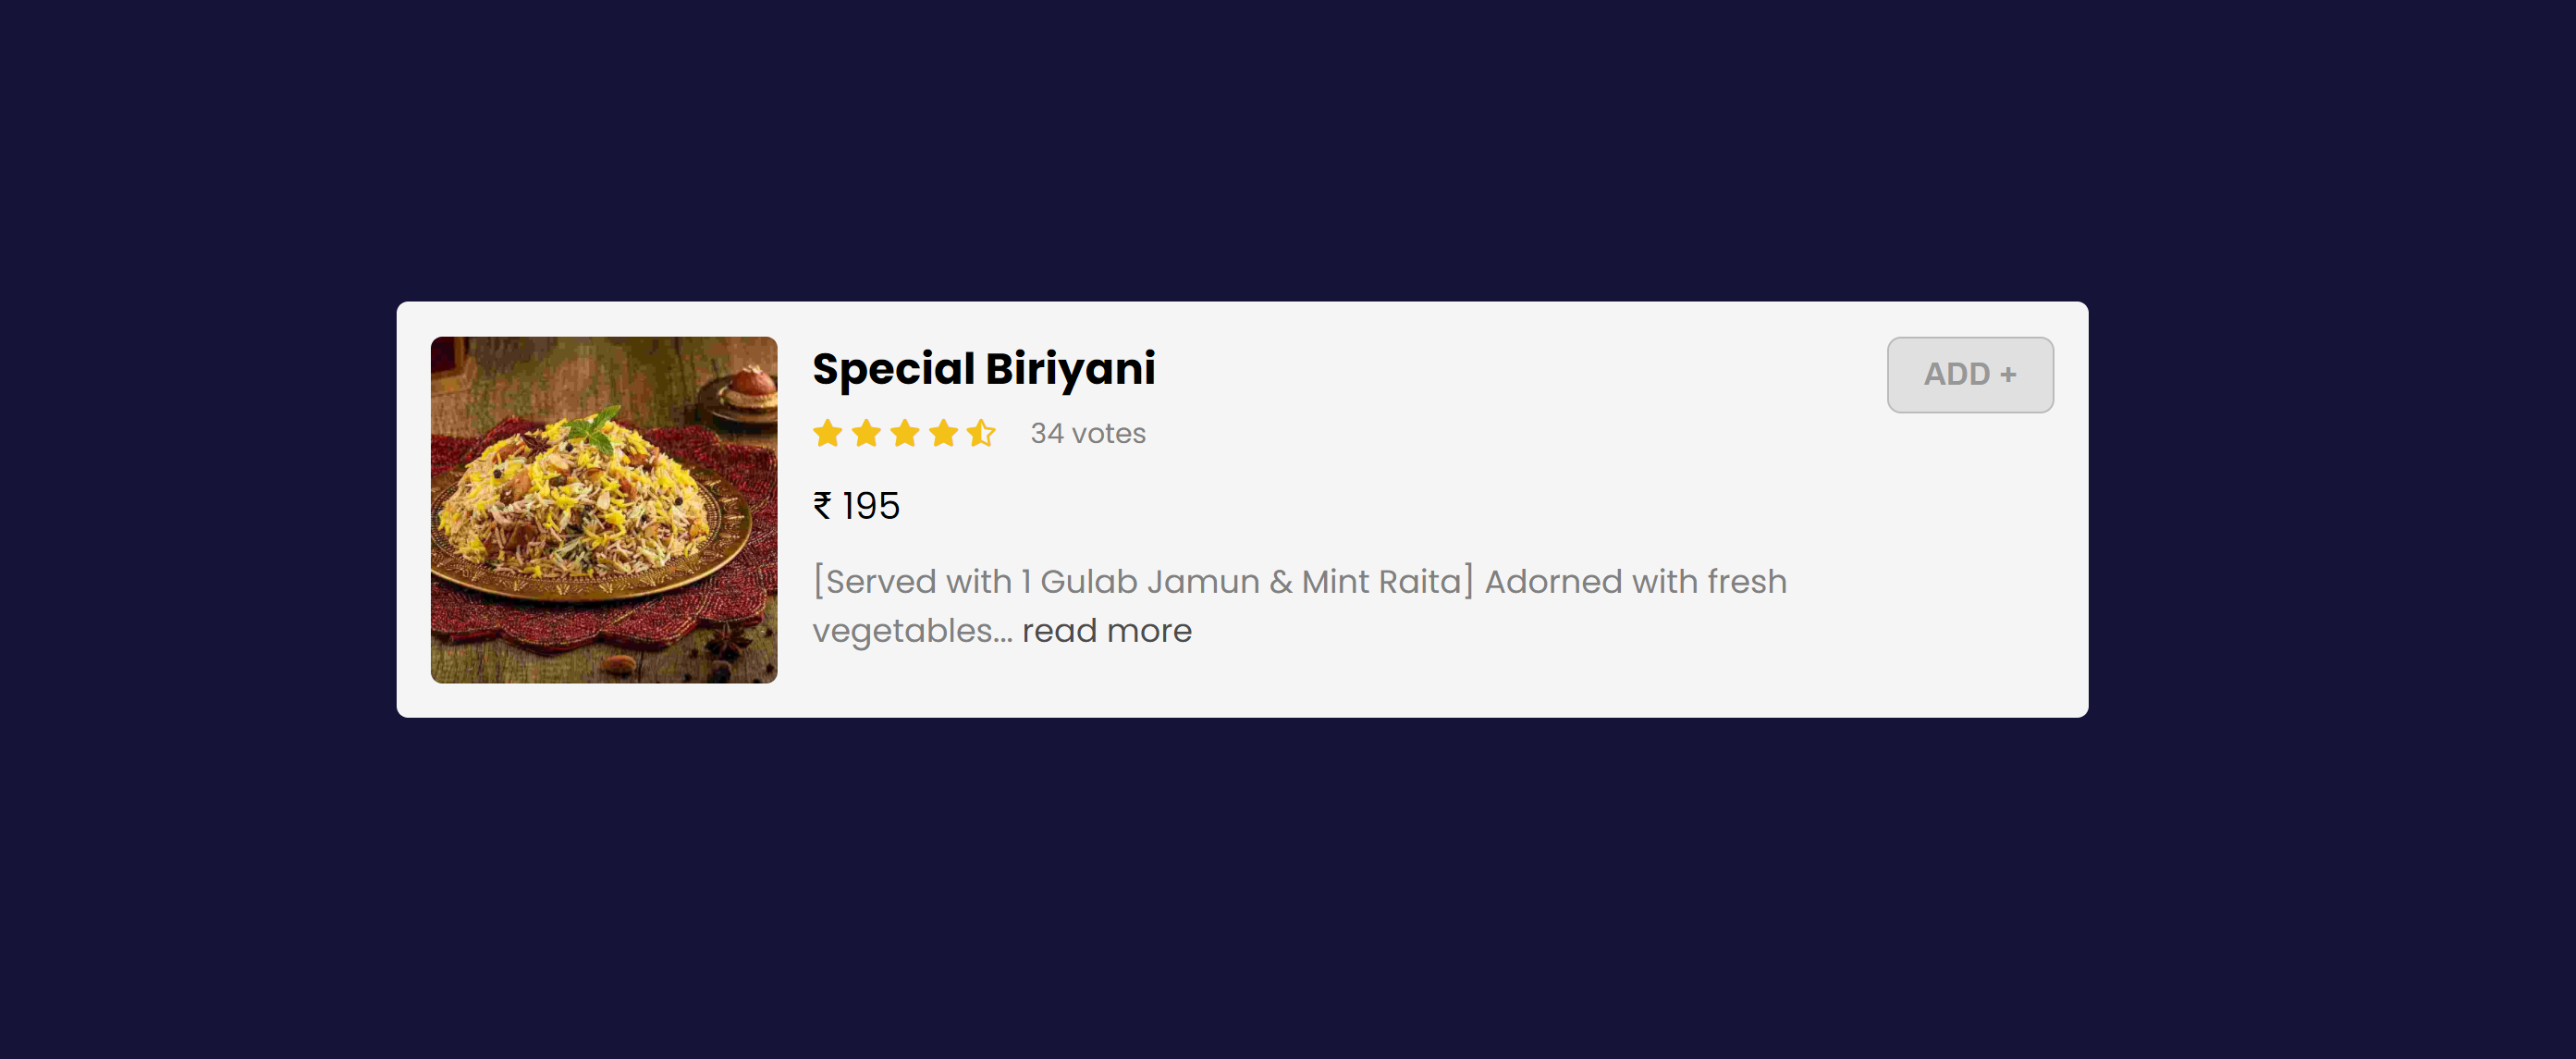 Special Biriyani
ADD +
34 votes
₹ 195
[Served with 1 Gulab Jamun & Mint Raita] Adorned with fresh
vegetables... read more